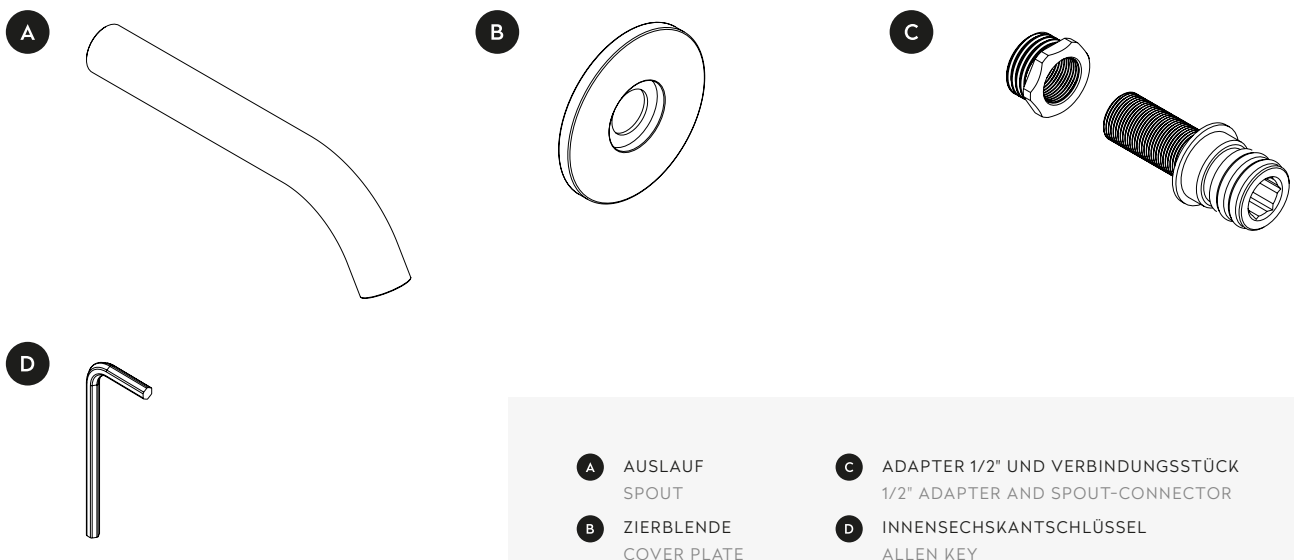 A
B
C
D
A AUSLAUF
SPOUT
B ZIERBLENDE
COVER PLATE
C ADAPTER 1/2" UND VERBINDUNGSSTÜCK
1/2" ADAPTER AND SPOUT-CONNECTOR
D INNENSECHSKANTSCHLÜSSEL
ALLEN KEY